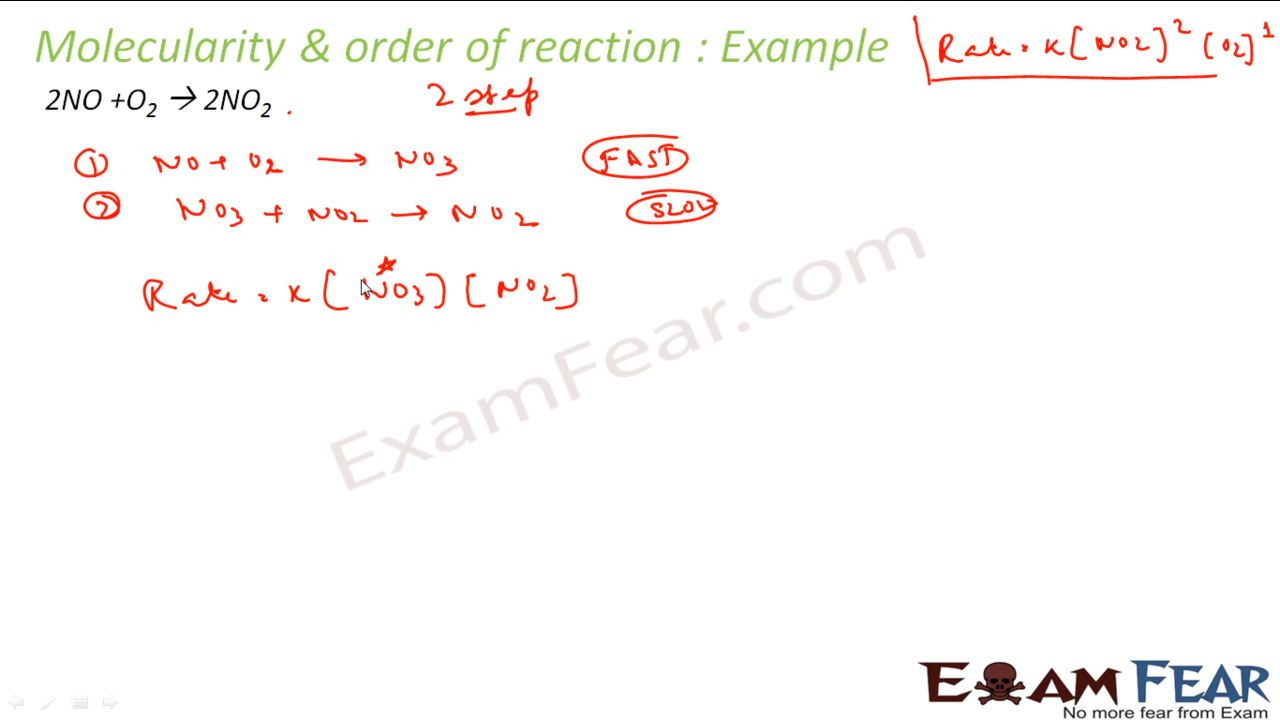 Molecularity & order of reaction : Example
Rate = K [NO2]² [O2]¹
2NO +O₂ → 2NO₂ .
2 step
① NO + O2 → NO3 FAST
② NO3 + NO2 → NO2 SLOW
Rate = K [NO3] [NO2]
ExamFear.com
EXAM FEAR
No more fear from Exam